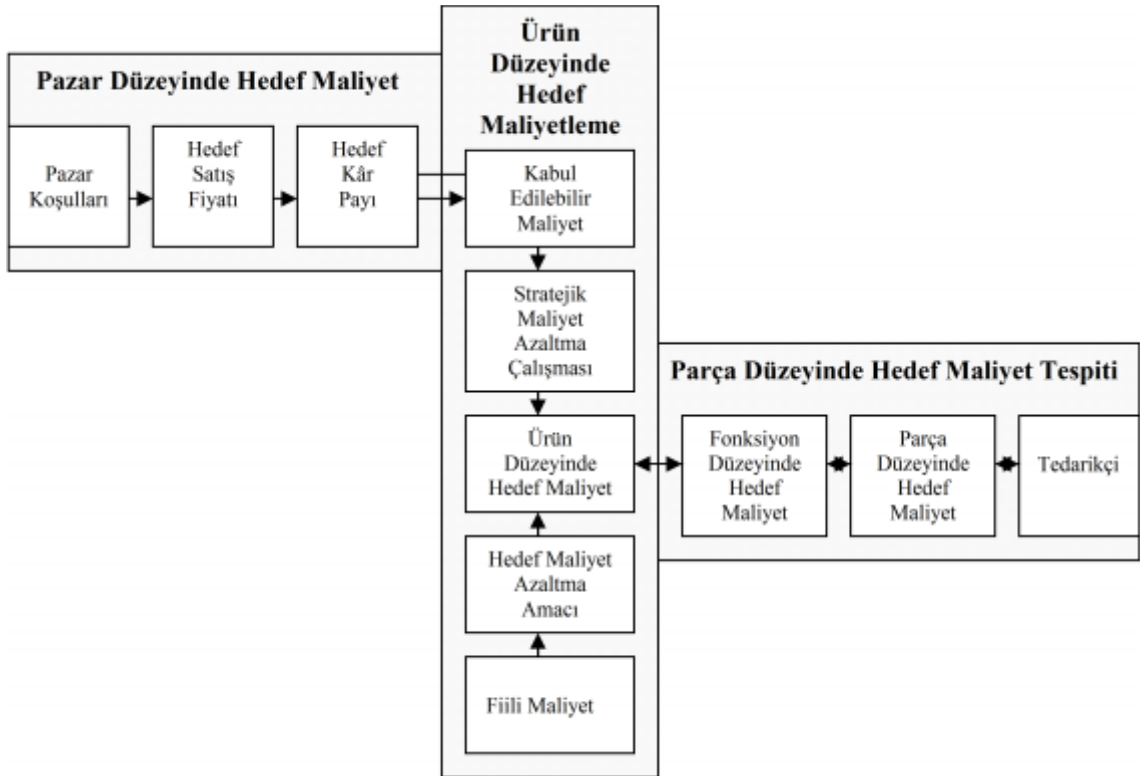 Ürün
Düzeyinde
Hedef
Maliyetleme
Pazar Düzeyinde Hedef Maliyet
Pazar
Koşulları
Hedef
Satış
Fiyatı
Hedef
Kâr
Payı
Kabul
Edilebilir
Maliyet
Stratejik
Maliyet
Azaltma
Çalışması
Parça Düzeyinde Hedef Maliyet Tespiti
Ürün
Düzeyinde
Hedef Maliyet
Fonksiyon
Düzeyinde
Hedef
Maliyet
Parça
Düzeyinde
Hedef
Maliyet
Tedarikçi
Hedef Maliyet
Azaltma
Amacı
Fiili Maliyet